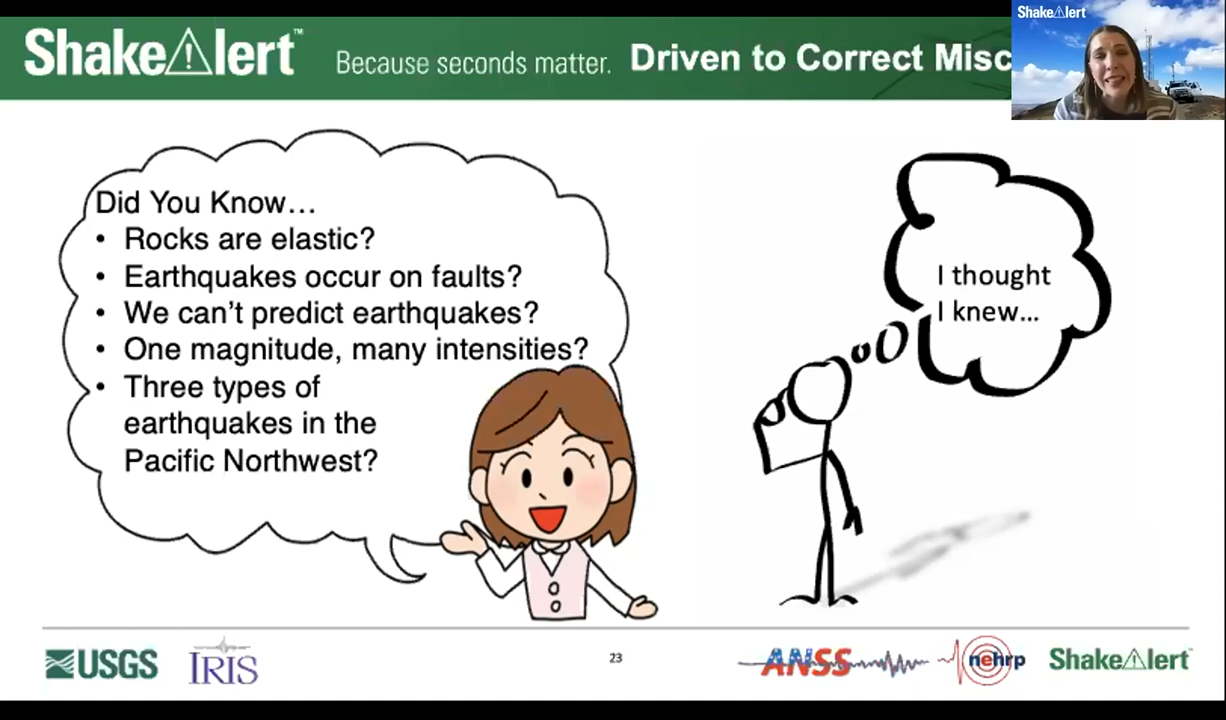 ShakeAlert™ Because seconds matter. Driven to Correct Misc
ShakeAlert
Did You Know…
• Rocks are elastic?
• Earthquakes occur on faults?
• We can’t predict earthquakes?
• One magnitude, many intensities?
• Three types of
earthquakes in the
Pacific Northwest?
I thought
I knew…
USGS
IRIS
23
ANSS
nehrp
ShakeAlert